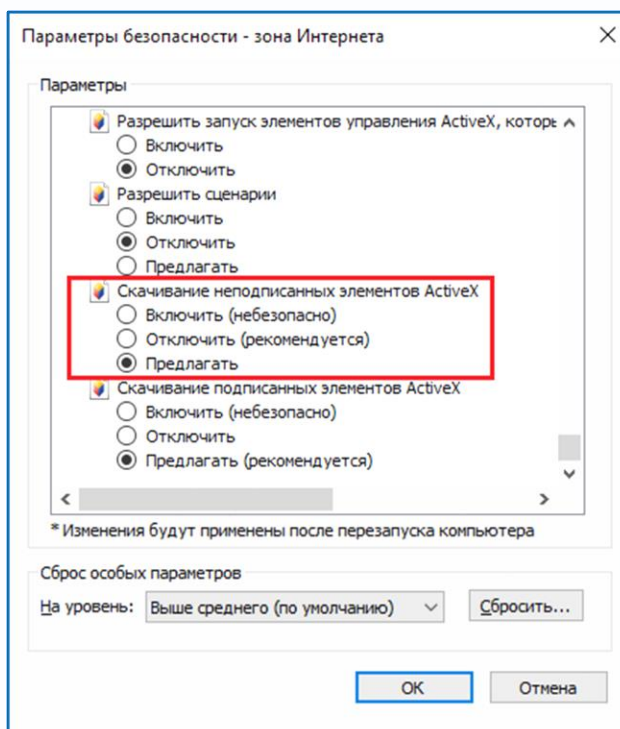 Параметры безопасности - зона Интернета
Параметры
Разрешить запуск элементов управления ActiveX, которы
Включить
Отключить
Разрешить сценарии
Включить
Отключить
Предлагать
Скачивание неподписанных элементов ActiveX
Включить (небезопасно)
Отключить (рекомендуется)
Предлагать
Скачивание подписанных элементов ActiveX
Включить (небезопасно)
Отключить
Предлагать (рекомендуется)
* Изменения будут применены после перезапуска компьютера
Сброс особых параметров
На уровень: Выше среднего (по умолчанию) Сбросить...
ОК Отмена